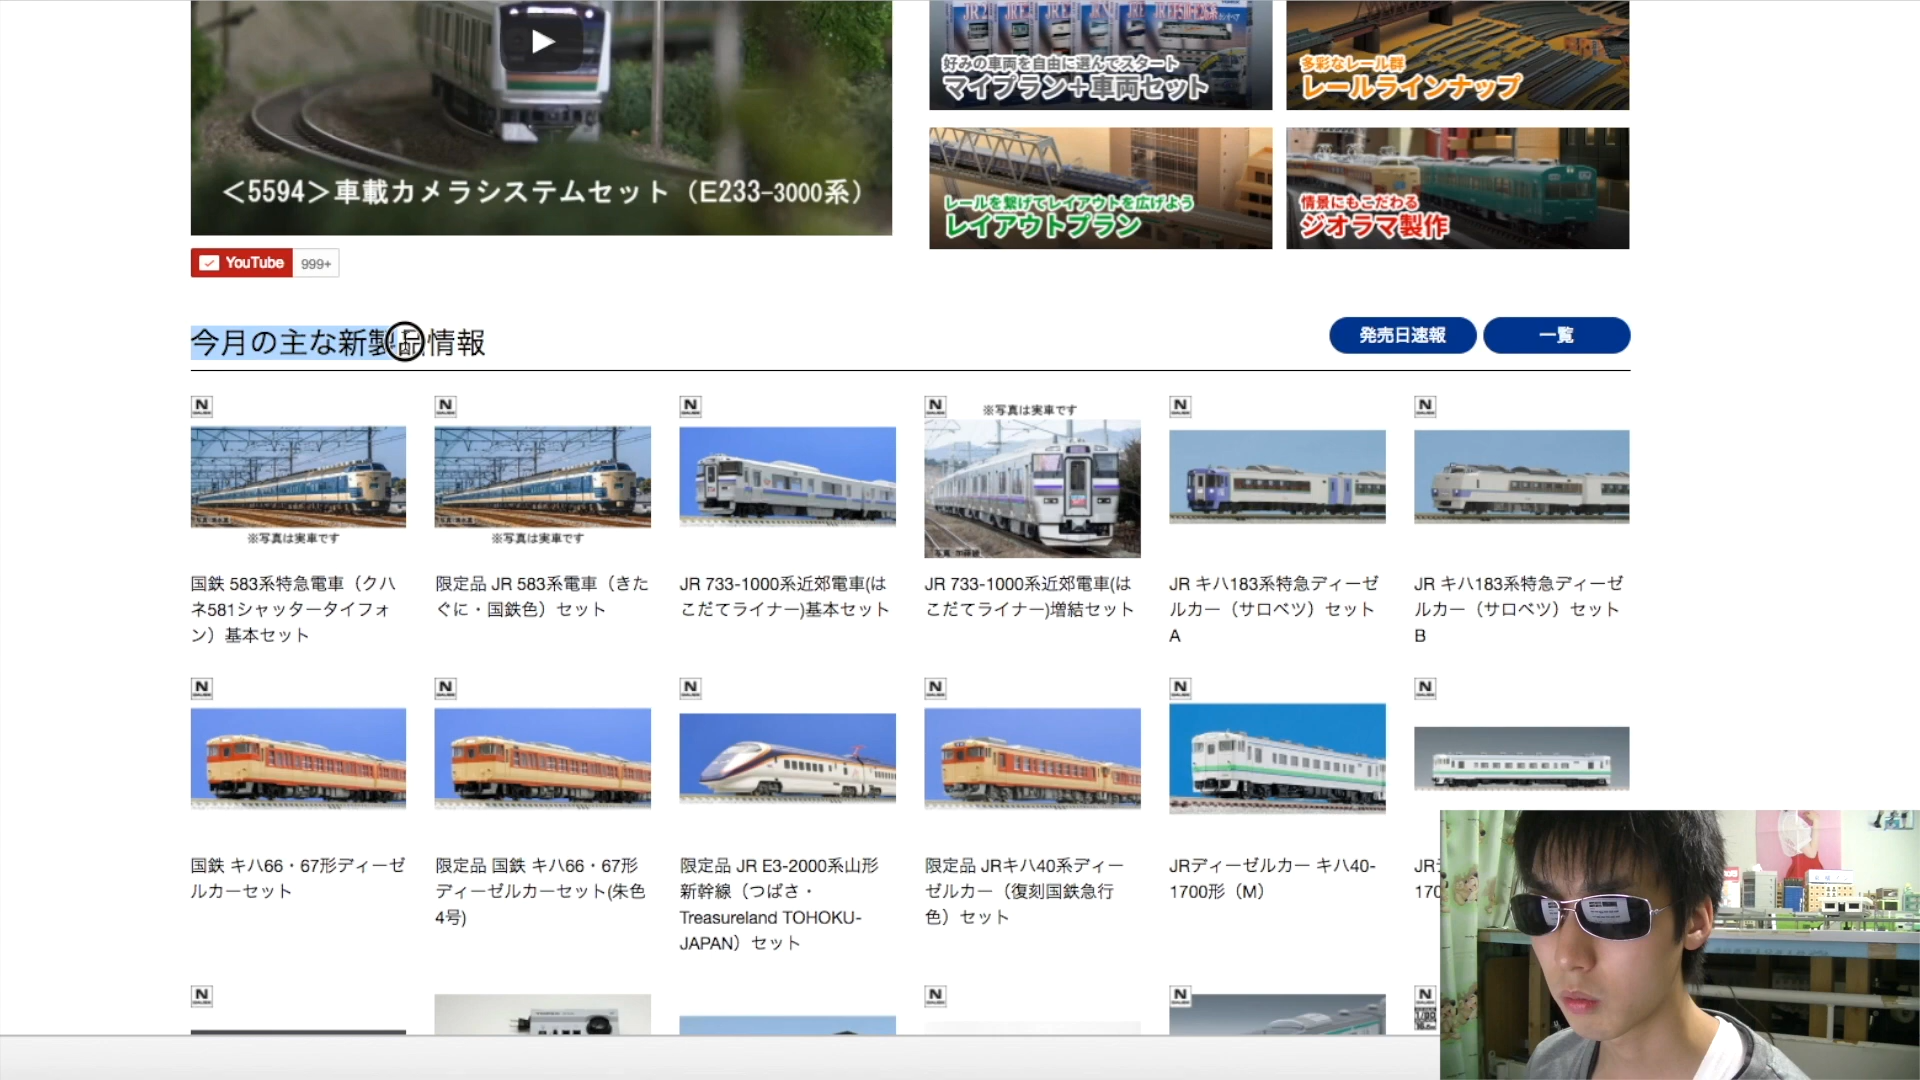 好みの車両を自由に選んでスタート
マイプラン＋車両セット
多彩なレール群
レールラインナップ
＜5594＞車載カメラシステムセット（E233-3000系）
レールを繋げてレイアウトを広げよう
レイアウトプラン
情景にもこだわる
ジオラマ製作
YouTube 999+
今月の主な新製品情報
発売日速報
一覧
N
N
N
N
※写真は実車です
N
N
※写真は実車です
※写真は実車です
国鉄 583系特急電車（クハ
ネ581シャッタータイフォ
ン）基本セット
限定品 JR 583系電車（きた
ぐに・国鉄色）セット
JR 733-1000系近郊電車(は
こだてライナー)基本セット
JR 733-1000系近郊電車(は
こだてライナー)増結セット
JR キハ183系特急ディーゼ
ルカー（サロベツ）セット
A
JR キハ183系特急ディーゼ
ルカー（サロベツ）セット
B
N
N
N
N
N
N
国鉄 キハ66・67形ディーゼ
ルカーセット
限定品 国鉄 キハ66・67形
ディーゼルカーセット(朱色
4号)
限定品 JR E3-2000系山形
新幹線（つばさ・
Treasureland TOHOKU-
JAPAN）セット
限定品 JRキハ40系ディー
ゼルカー（復刻国鉄急行
色）セット
JRディーゼルカー キハ40-
1700形（M）
JR
170
N
N
N
N